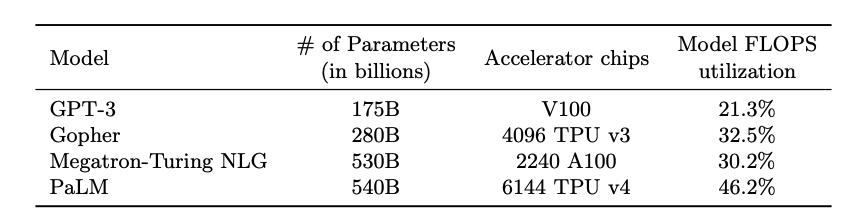 Model # of Parameters (in billions) Accelerator chips Model FLOPS utilization
GPT-3 175B V100 21.3%
Gopher 280B 4096 TPU v3 32.5%
Megatron-Turing NLG 530B 2240 A100 30.2%
PaLM 540B 6144 TPU v4 46.2%